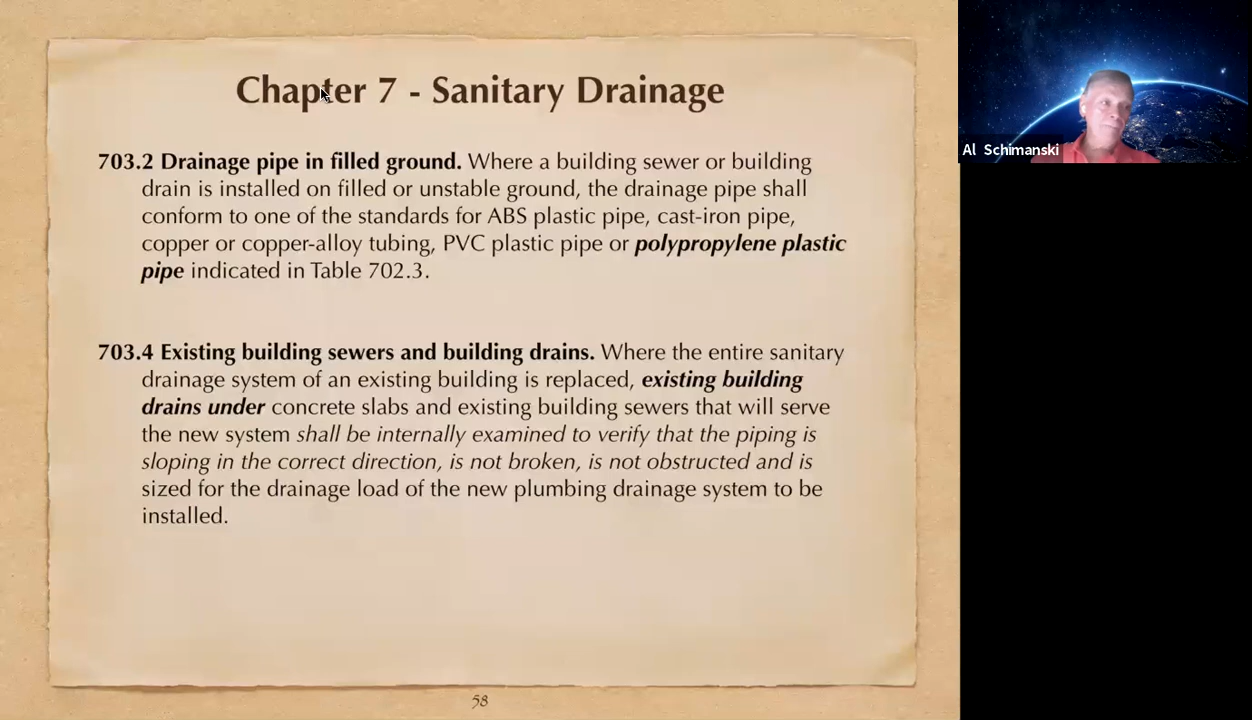 Chapter 7 - Sanitary Drainage
703.2 Drainage pipe in filled ground. Where a building sewer or building
drain is installed on filled or unstable ground, the drainage pipe shall
conform to one of the standards for ABS plastic pipe, cast-iron pipe,
copper or copper-alloy tubing, PVC plastic pipe or polypropylene plastic
pipe indicated in Table 702.3.
703.4 Existing building sewers and building drains. Where the entire sanitary
drainage system of an existing building is replaced, existing building
drains under concrete slabs and existing building sewers that will serve
the new system shall be internally examined to verify that the piping is
sloping in the correct direction, is not broken, is not obstructed and is
sized for the drainage load of the new plumbing drainage system to be
installed.
58
Al Schimanski